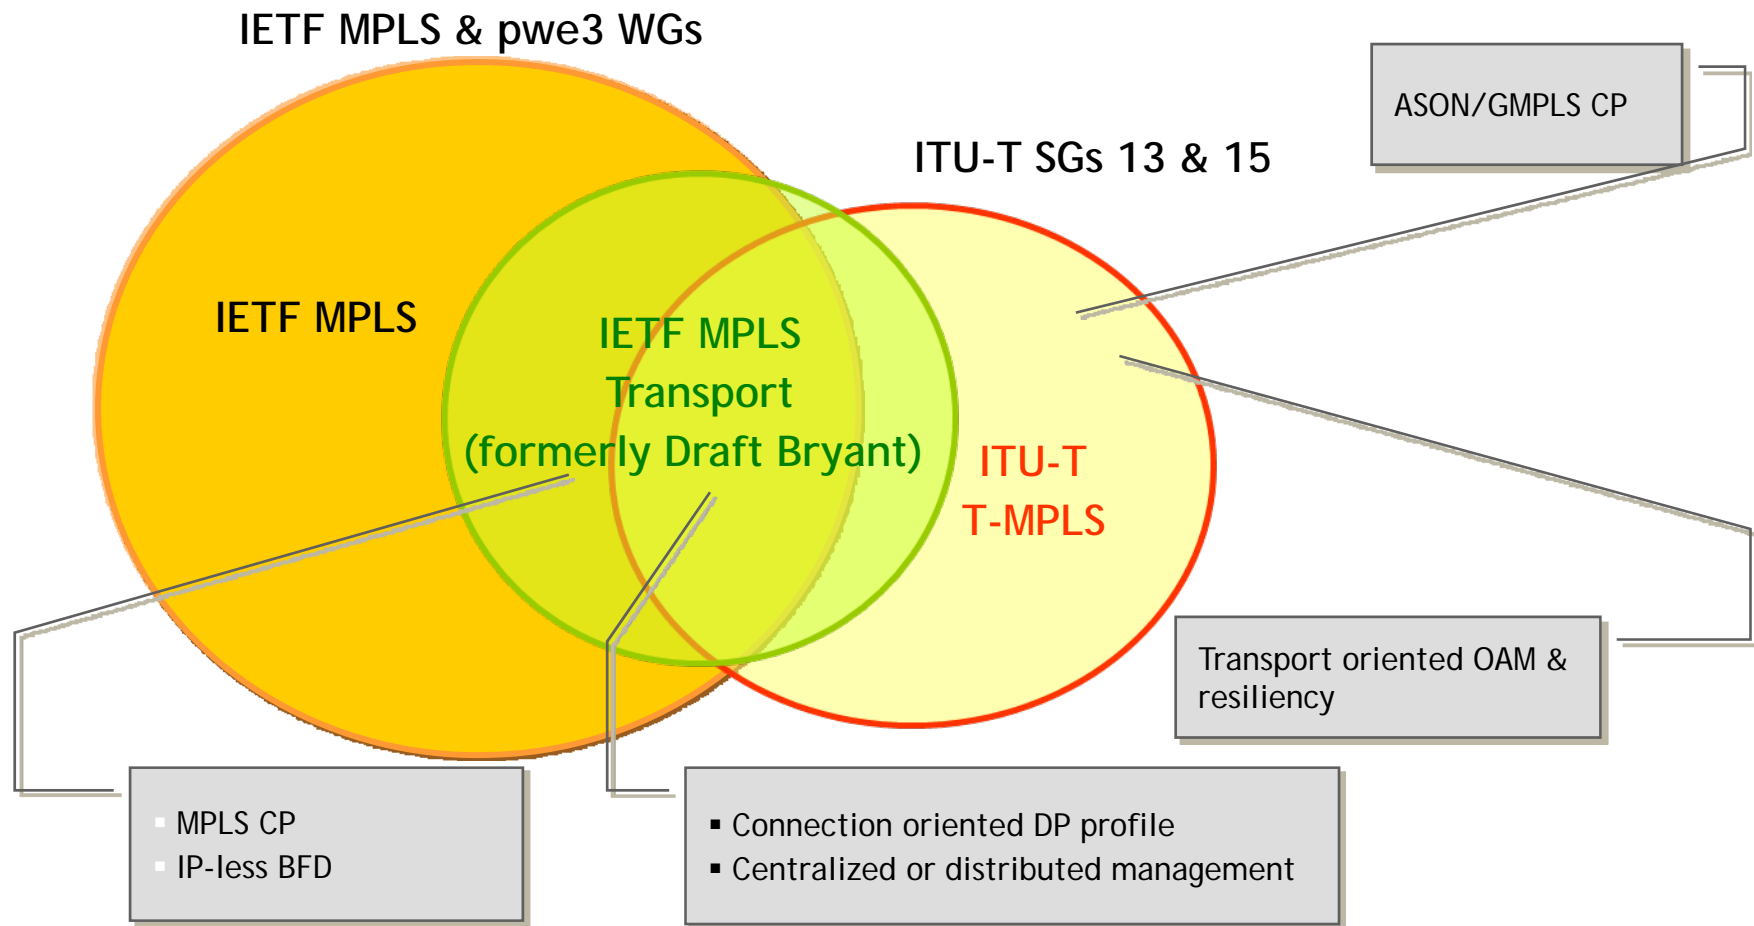 IETF MPLS & pwe3 WGs
ASON/GMPLS CP
ITU-T SGs 13 & 15
IETF MPLS
IETF MPLS
Transport
(formerly Draft Bryant)
ITU-T
T-MPLS
Transport oriented OAM &
resiliency
▪ MPLS CP
▪ IP-less BFD
▪ Connection oriented DP profile
▪ Centralized or distributed management